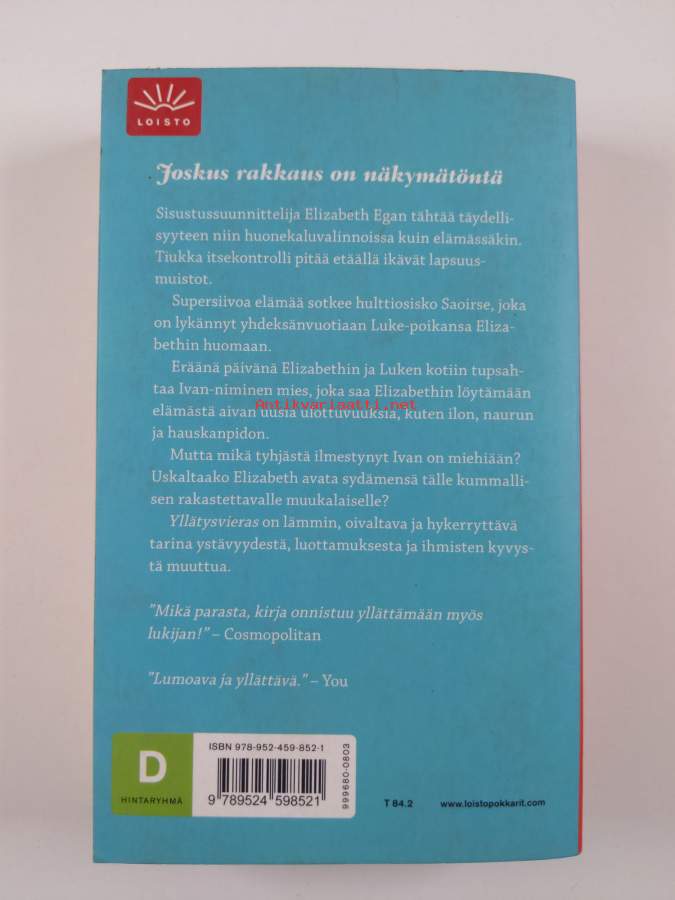 LOISTO
Joskus rakkaus on näkymätöntä
Sisustussuunnittelija Elizabeth Egan tähtää täydelli-
syyteen niin huonekaluvalinnoissa kuin elämässäkin.
Tiukka itsekontrolli pitää etäällä ikävät lapsuus-
muistot.
Supersiivoa elämää sotkee hulttiosisko Saoirse, joka
on lykännyt yhdeksänvuotiaan Luke-poikansa Eliza-
bethin huomaan.
Eräänä päivänä Elizabethin ja Luken kotiin tupsah-
taa Ivan-niminen mies, joka saa Elizabethin löytämään
Antikvariaatti.net
elämästä aivan uusia ulottuvuuksia, kuten ilon, naurun
ja hauskanpidon.
Mutta mikä tyhjästä ilmestynyt Ivan on miehiään?
Uskaltaako Elizabeth avata sydämensä tälle kummalli-
sen rakastettavalle muukalaiselle?
Yllätysvieras on lämmin, oivaltava ja hykerryttävä
tarina ystävyydestä, luottamuksesta ja ihmisten kyvys-
tä muuttua.
"Mikä parasta, kirja onnistuu yllättämään myös
lukijan!" – Cosmopolitan
"Lumoava ja yllättävä." – You
D
HINTARYHMÄ
ISBN 978-952-459-852-1
9 789524 598521
999680-0803
T 84.2
www.loistopokkarit.com